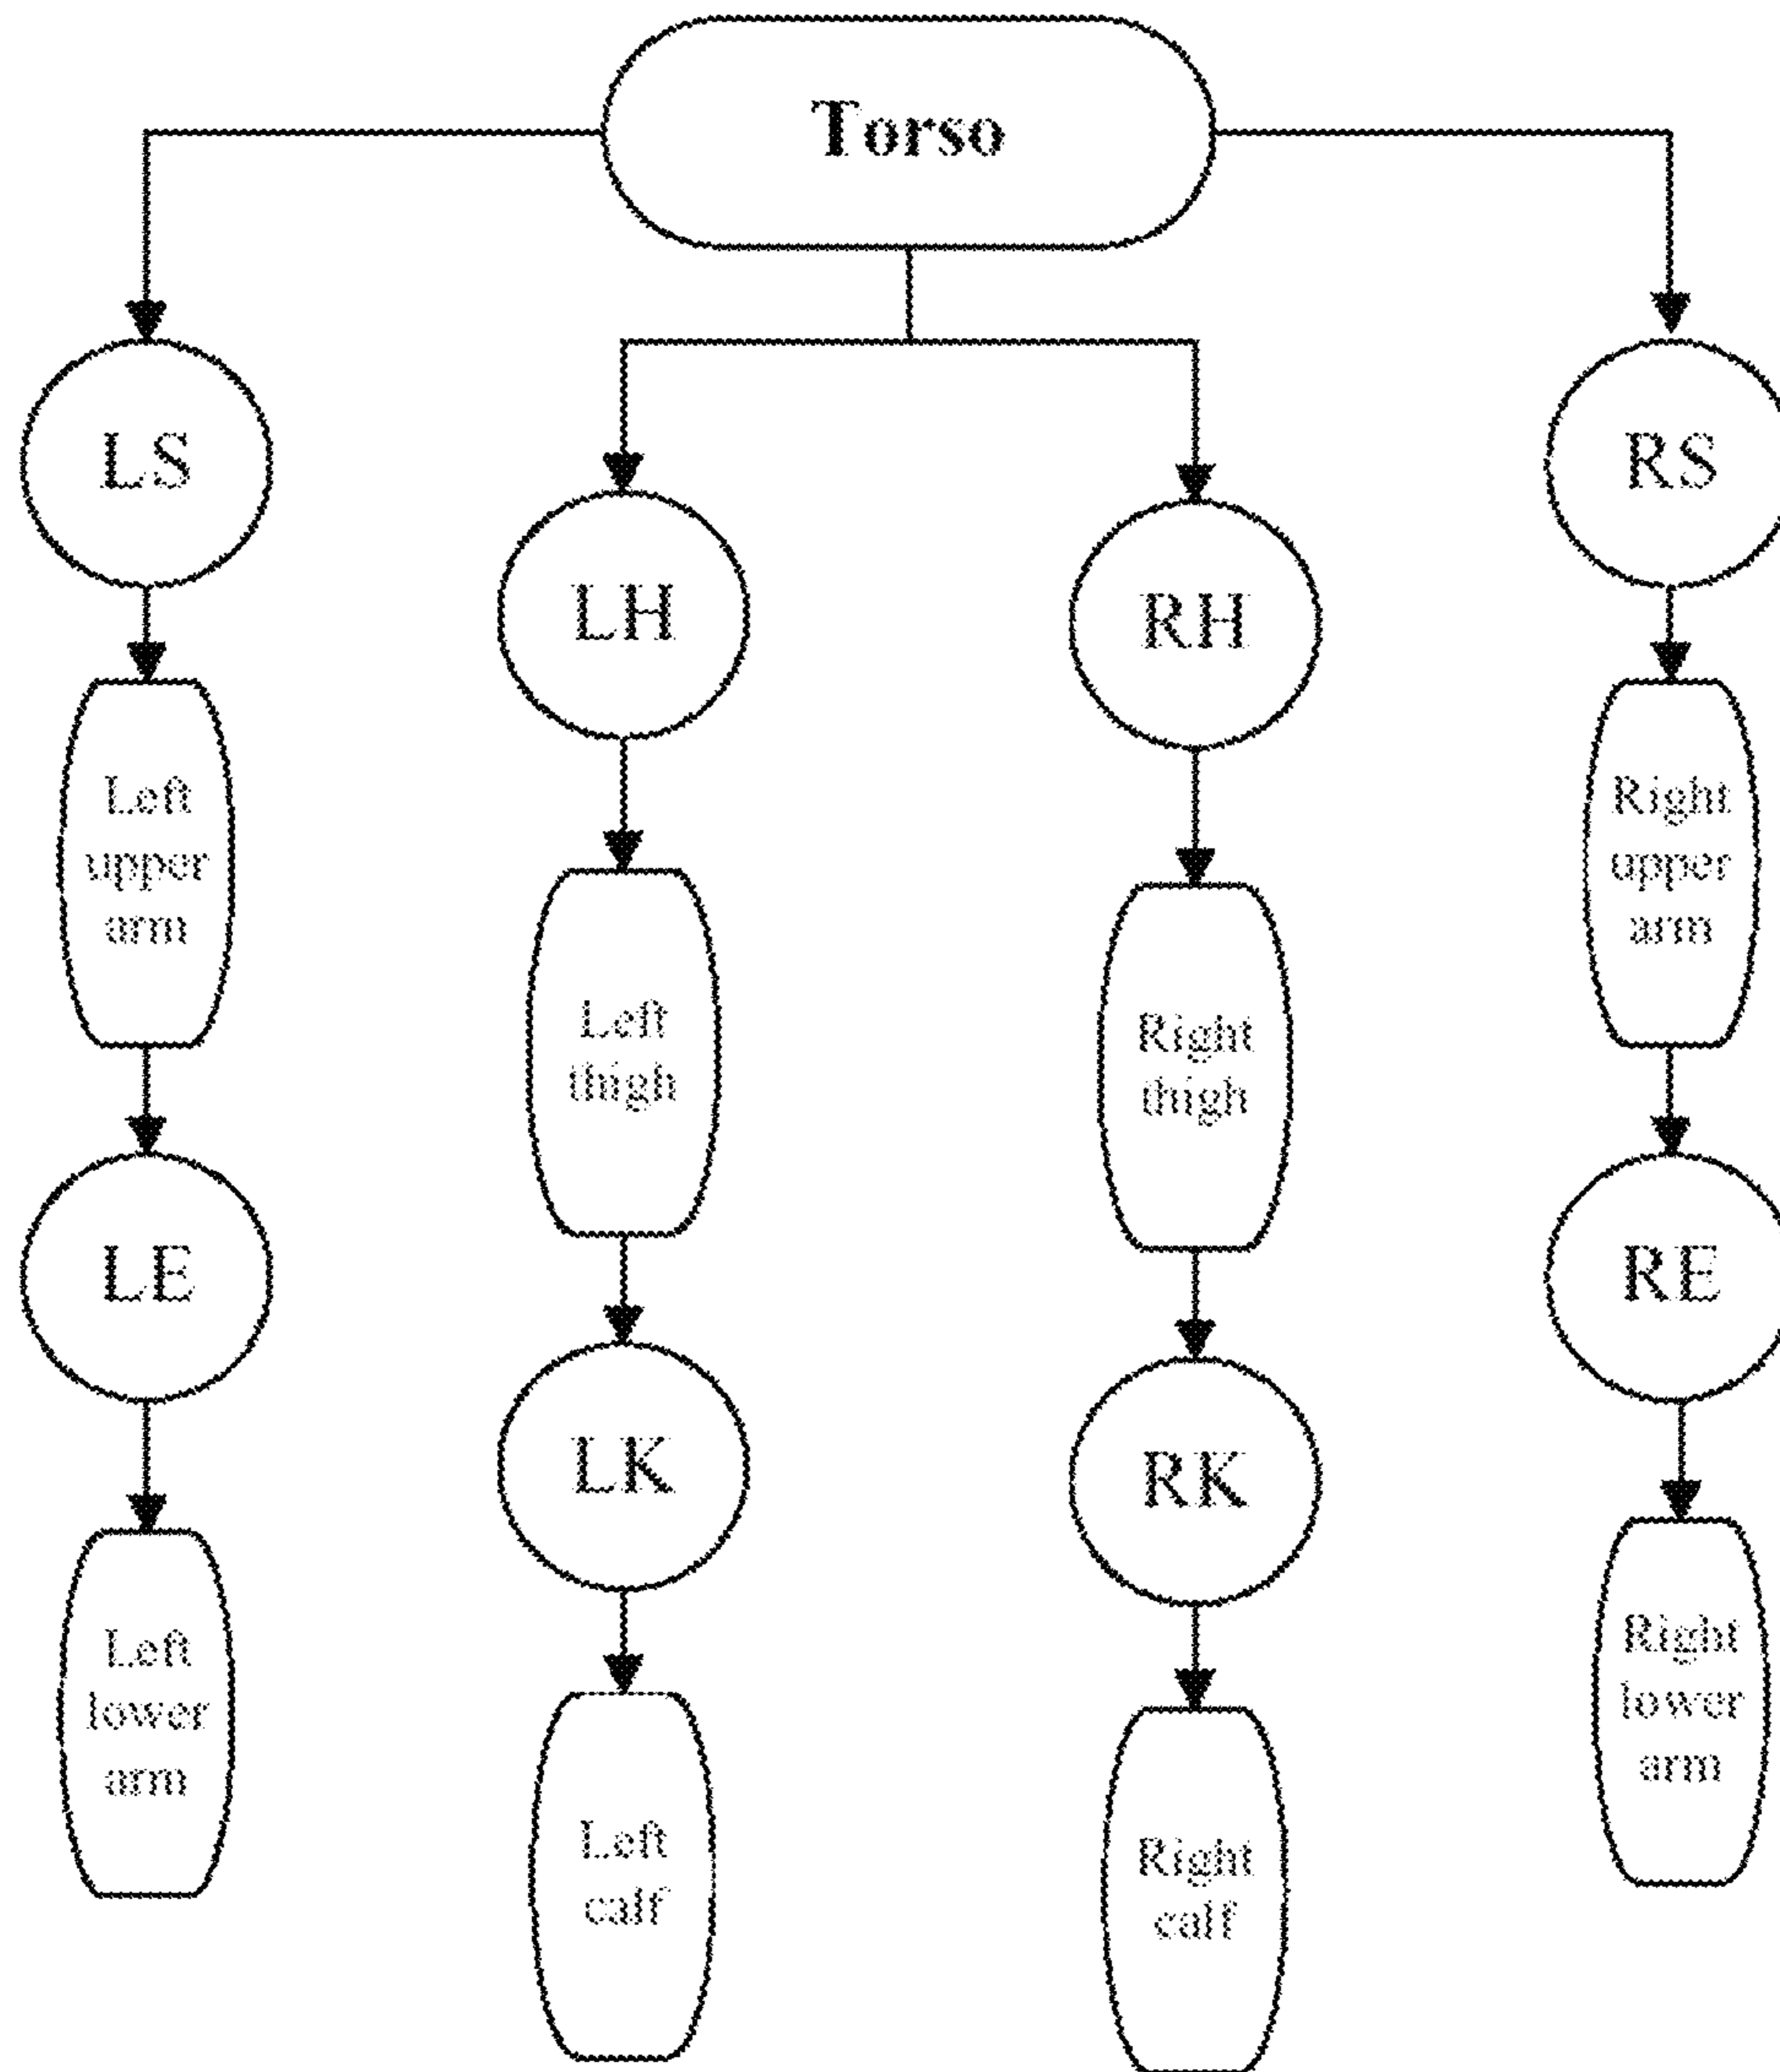 Torso
LS
RS
LH
RH
Left
upper
arm
Right
upper
arm
Left
thigh
Right
thigh
LE
RE
LK
RK
Left
lower
arm
Right
lower
arm
Left
calf
Right
calf